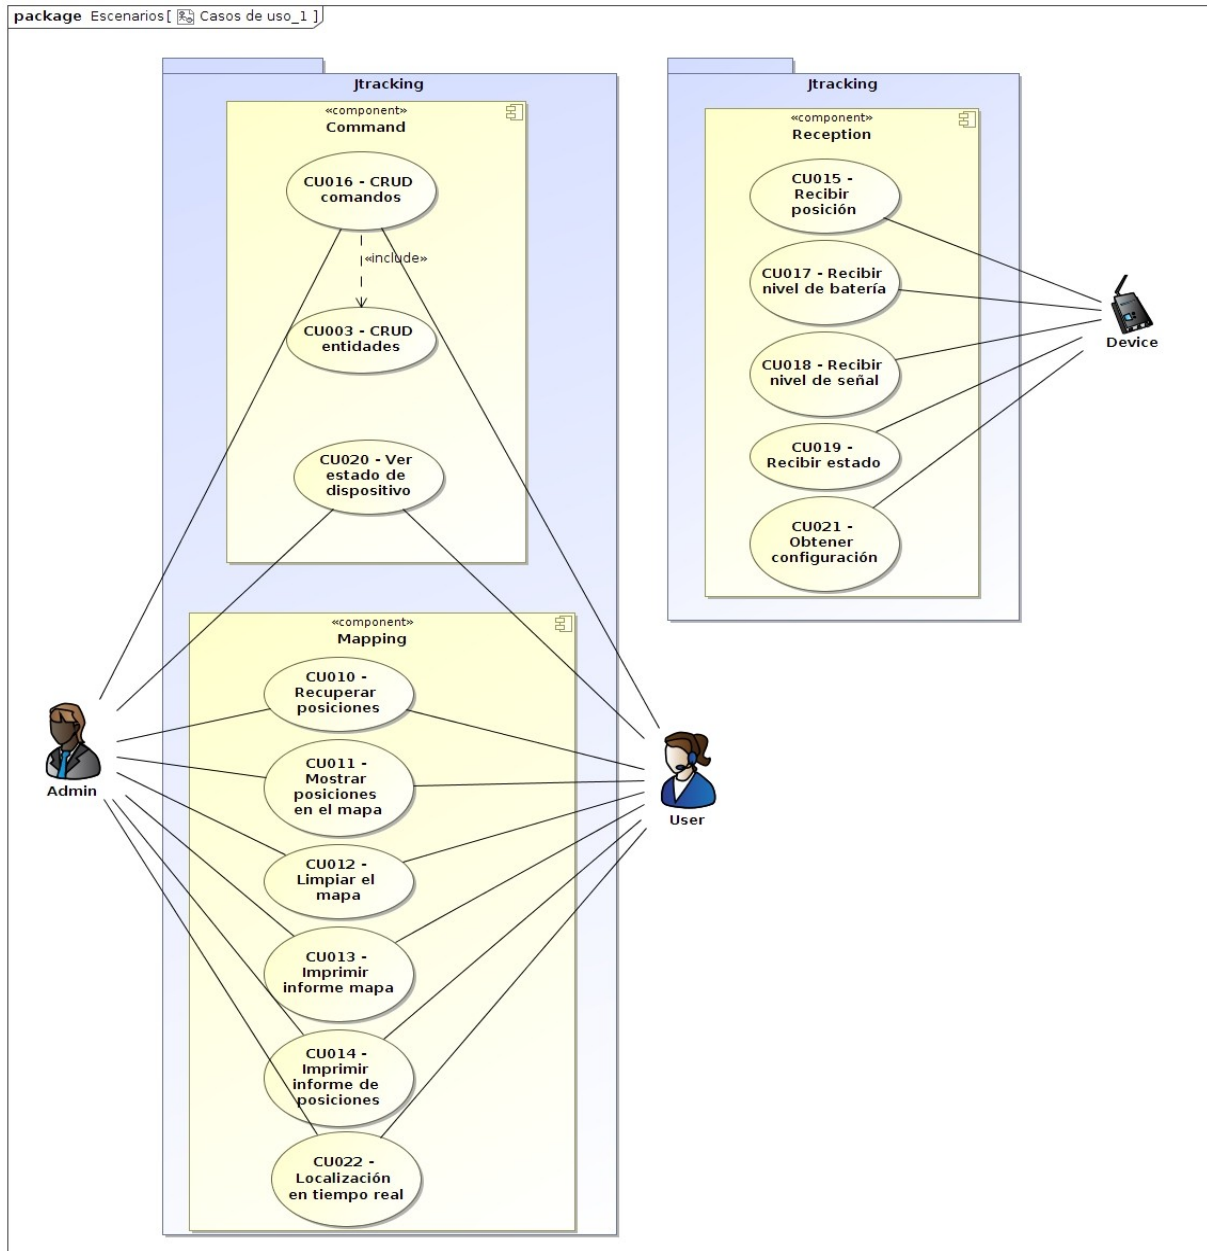 package Escenarios[ Casos de uso_1 ]
Jtracking
«component»
Command
CU016 - CRUD
comandos
«include»
CU003 - CRUD
entidades
CU020 - Ver
estado de
dispositivo
«component»
Mapping
CU010 -
Recuperar
posiciones
CU011 -
Mostrar
posiciones
en el mapa
CU012 -
Limpiar el
mapa
CU013 -
Imprimir
informe mapa
CU014 -
Imprimir
informe de
posiciones
CU022 -
Localización
en tiempo real
Admin
User
Jtracking
«component»
Reception
CU015 -
Recibir
posición
CU017 - Recibir
nivel de batería
CU018 - Recibir
nivel de señal
CU019 -
Recibir estado
CU021 -
Obtener
configuración
Device